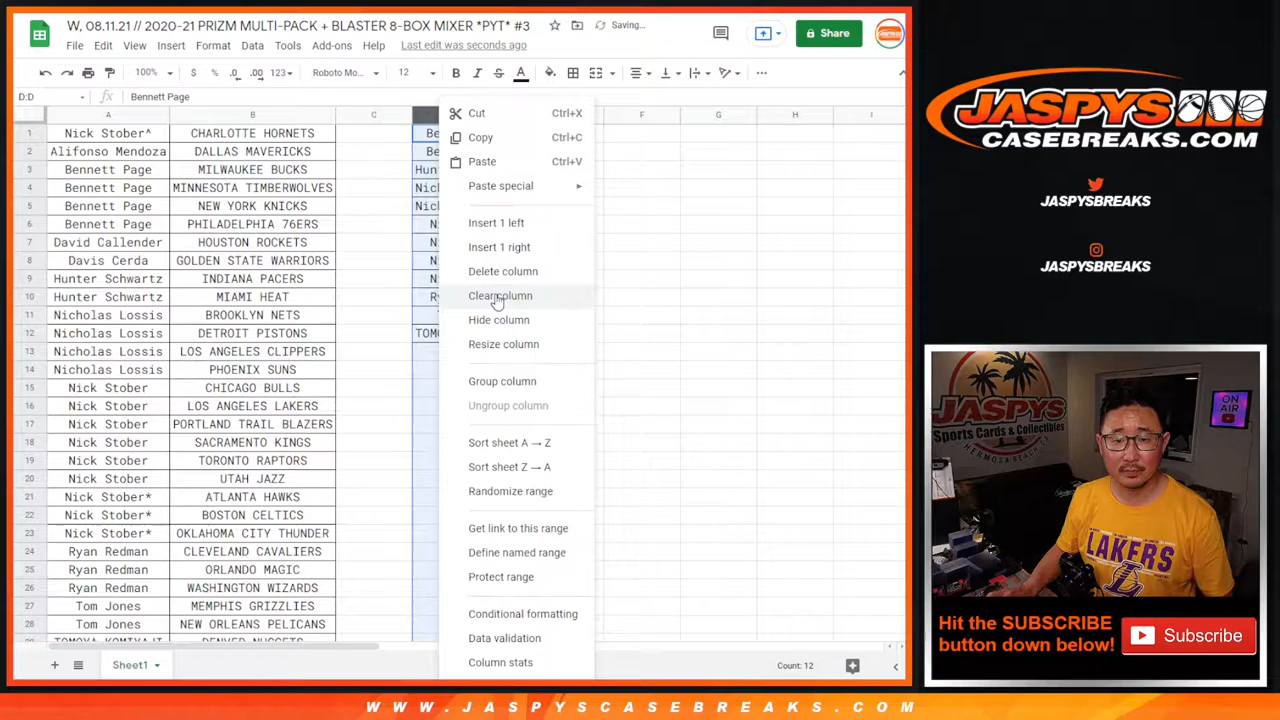 W, 08.11.21 // 2020-21 PRIZM MULTI-PACK + BLASTER 8-BOX MIXER *PYT* #3
Saving...
File Edit View Insert Format Data Tools Add-ons Help Last edit was seconds ago
Share
100% $ % .0 .00 123 Roboto Mo... 12 B I S A
D:D fx Bennett Page
A B C F G H I
1 Nick Stober^ CHARLOTTE HORNETS
2 Alifonso Mendoza DALLAS MAVERICKS
3 Bennett Page MILWAUKEE BUCKS
4 Bennett Page MINNESOTA TIMBERWOLVES
5 Bennett Page NEW YORK KNICKS
6 Bennett Page PHILADELPHIA 76ERS
7 David Callender HOUSTON ROCKETS
8 Davis Cerda GOLDEN STATE WARRIORS
9 Hunter Schwartz INDIANA PACERS
10 Hunter Schwartz MIAMI HEAT
11 Nicholas Lossis BROOKLYN NETS
12 Nicholas Lossis DETROIT PISTONS
13 Nicholas Lossis LOS ANGELES CLIPPERS
14 Nicholas Lossis PHOENIX SUNS
15 Nick Stober CHICAGO BULLS
16 Nick Stober LOS ANGELES LAKERS
17 Nick Stober PORTLAND TRAIL BLAZERS
18 Nick Stober SACRAMENTO KINGS
19 Nick Stober TORONTO RAPTORS
20 Nick Stober UTAH JAZZ
21 Nick Stober* ATLANTA HAWKS
22 Nick Stober* BOSTON CELTICS
23 Nick Stober* OKLAHOMA CITY THUNDER
24 Ryan Redman CLEVELAND CAVALIERS
25 Ryan Redman ORLANDO MAGIC
26 Ryan Redman WASHINGTON WIZARDS
27 Tom Jones MEMPHIS GRIZZLIES
28 Tom Jones NEW ORLEANS PELICANS
29 TOMOYA KOMIYAJI DENVER NUGGETS
Cut Ctrl+X
Copy Ctrl+C
Paste Ctrl+V
Paste special
Insert 1 left
Insert 1 right
Delete column
Clear column
Hide column
Resize column
Group column
Ungroup column
Sort sheet A → Z
Sort sheet Z → A
Randomize range
Get link to this range
Define named range
Protect range
Conditional formatting
Data validation
Column stats
Sheet1
Count: 12
JASPYS
CASEBREAKS.COM
JASPYSBREAKS
JASPYSBREAKS
JASPYS
Sports Cards & Collectibles
HERMOSA BEACH
ON AIR
LAKERS
Hit the SUBSCRIBE
button down below!
Subscribe
WWW.JASPYSCASEBREAKS.COM